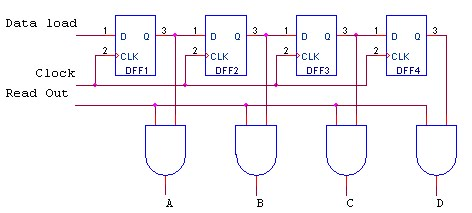 Data load
1 3 1 3 1 3 1 3
D Q D Q D Q D Q
2 2 2 2
CLK CLK CLK CLK
Clock
DFF1 DFF2 DFF3 DFF4
Read Out
A B C D